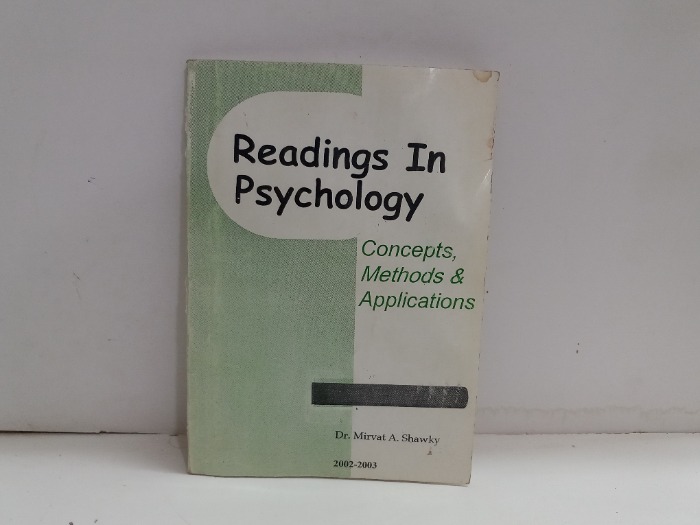 Readings In
Psychology
Concepts,
Methods &
Applications
Dr. Mirvat A. Shawky
2002-2003